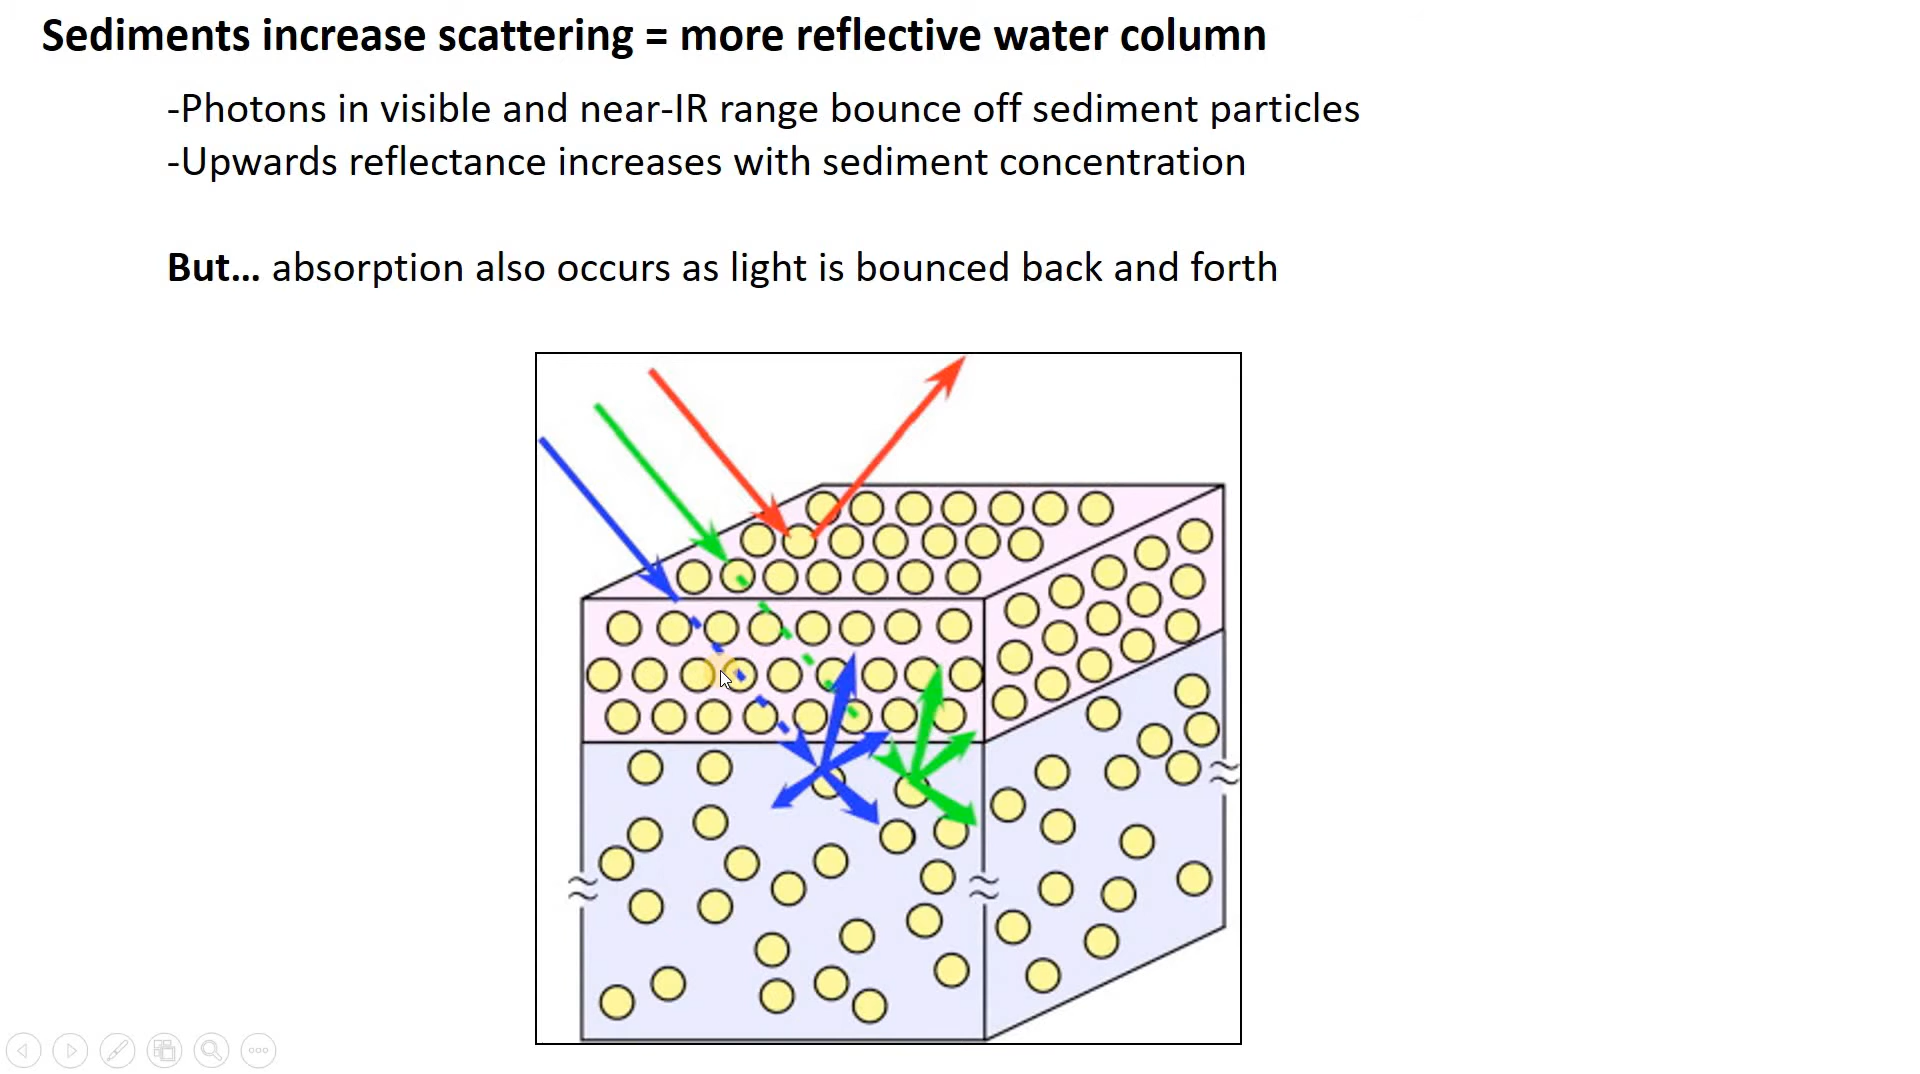 Sediments increase scattering = more reflective water column
-Photons in visible and near-IR range bounce off sediment particles
-Upwards reflectance increases with sediment concentration
But... absorption also occurs as light is bounced back and forth